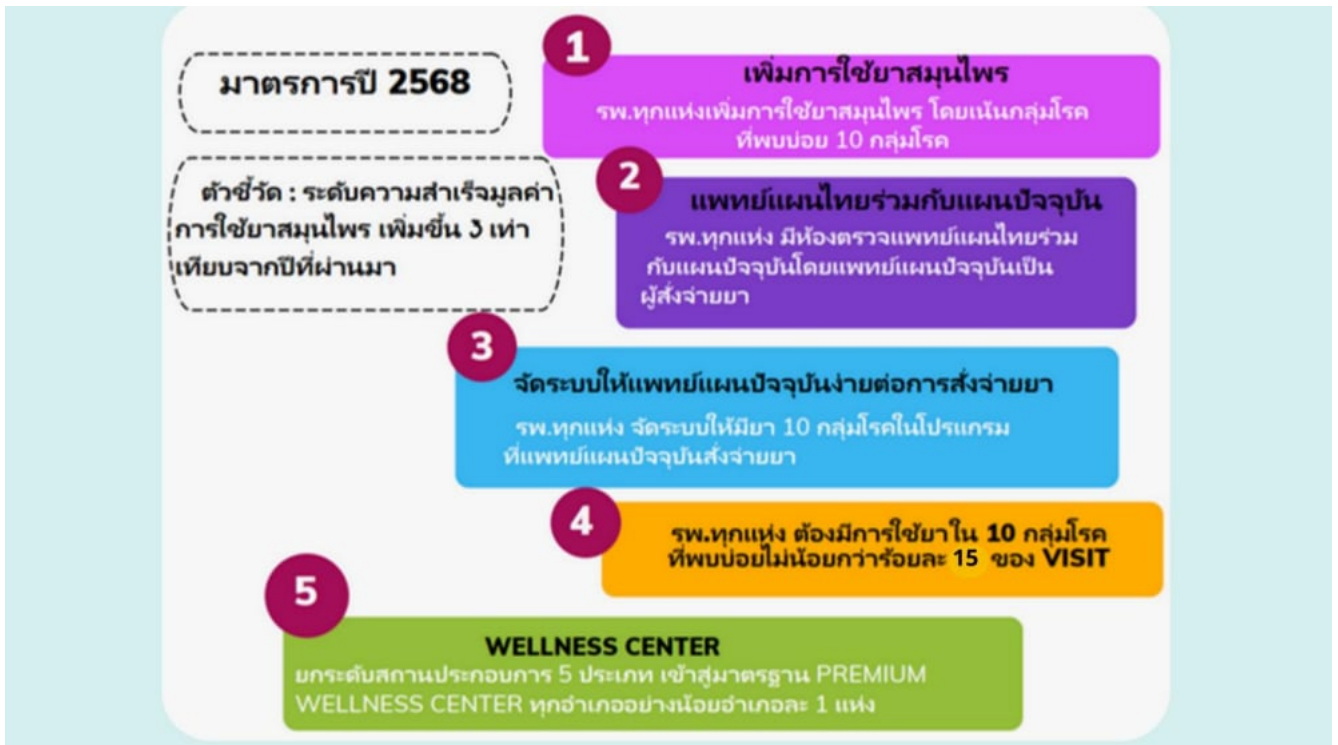 มาตรการปี 2568
ตัวชี้วัด : ระดับความสำเร็จมูลค่า
การใช้ยาสมุนไพร เพิ่มขึ้น 3 เท่า
เทียบจากปีที่ผ่านมา
1
เพิ่มการใช้ยาสมุนไพร
รพ.ทุกแห่งเพิ่มการใช้ยาสมุนไพร โดยเน้นกลุ่มโรค
ที่พบบ่อย 10 กลุ่มโรค
2
แพทย์แผนไทยร่วมกับแผนปัจจุบัน
รพ.ทุกแห่ง มีห้องตรวจแพทย์แผนไทยร่วม
กับแผนปัจจุบันโดยแพทย์แผนปัจจุบันเป็น
ผู้สั่งจ่ายยา
3
จัดระบบให้แพทย์แผนปัจจุบันง่ายต่อการสั่งจ่ายยา
รพ.ทุกแห่ง จัดระบบให้มียา 10 กลุ่มโรคในโปรแกรม
ที่แพทย์แผนปัจจุบันสั่งจ่ายยา
4
รพ.ทุกแห่ง ต้องมีการใช้ยาใน 10 กลุ่มโรค
ที่พบบ่อยไม่น้อยกว่าร้อยละ 15 ของ VISIT
5
WELLNESS CENTER
ยกระดับสถานประกอบการ 5 ประเภท เข้าสู่มาตรฐาน PREMIUM
WELLNESS CENTER ทุกอำเภออย่างน้อยอำเภอละ 1 แห่ง